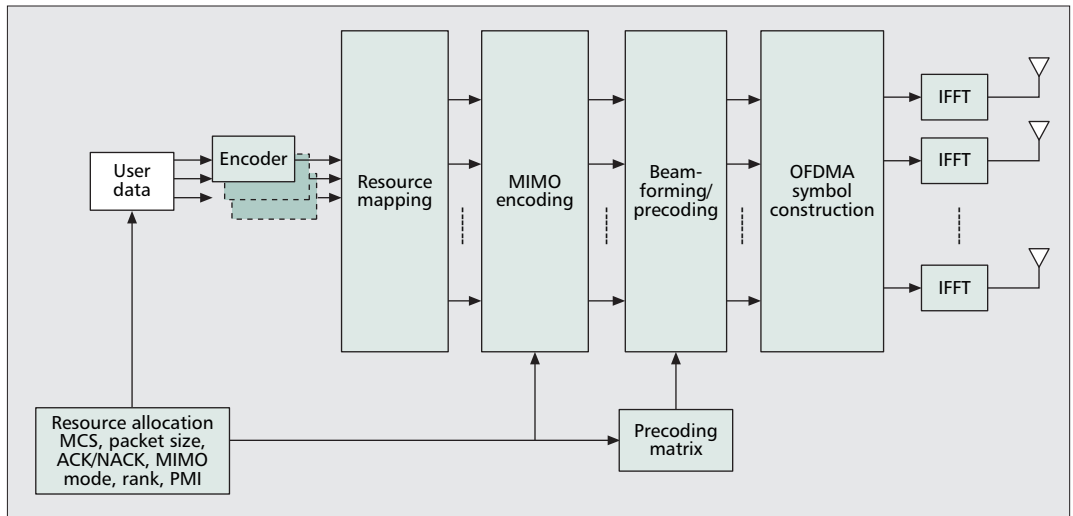 User
data
Encoder
Resource
mapping
MIMO
encoding
Beam-
forming/
precoding
OFDMA
symbol
construction
IFFT
IFFT
IFFT
Resource allocation
MCS, packet size,
ACK/NACK, MIMO
mode, rank, PMI
Precoding
matrix